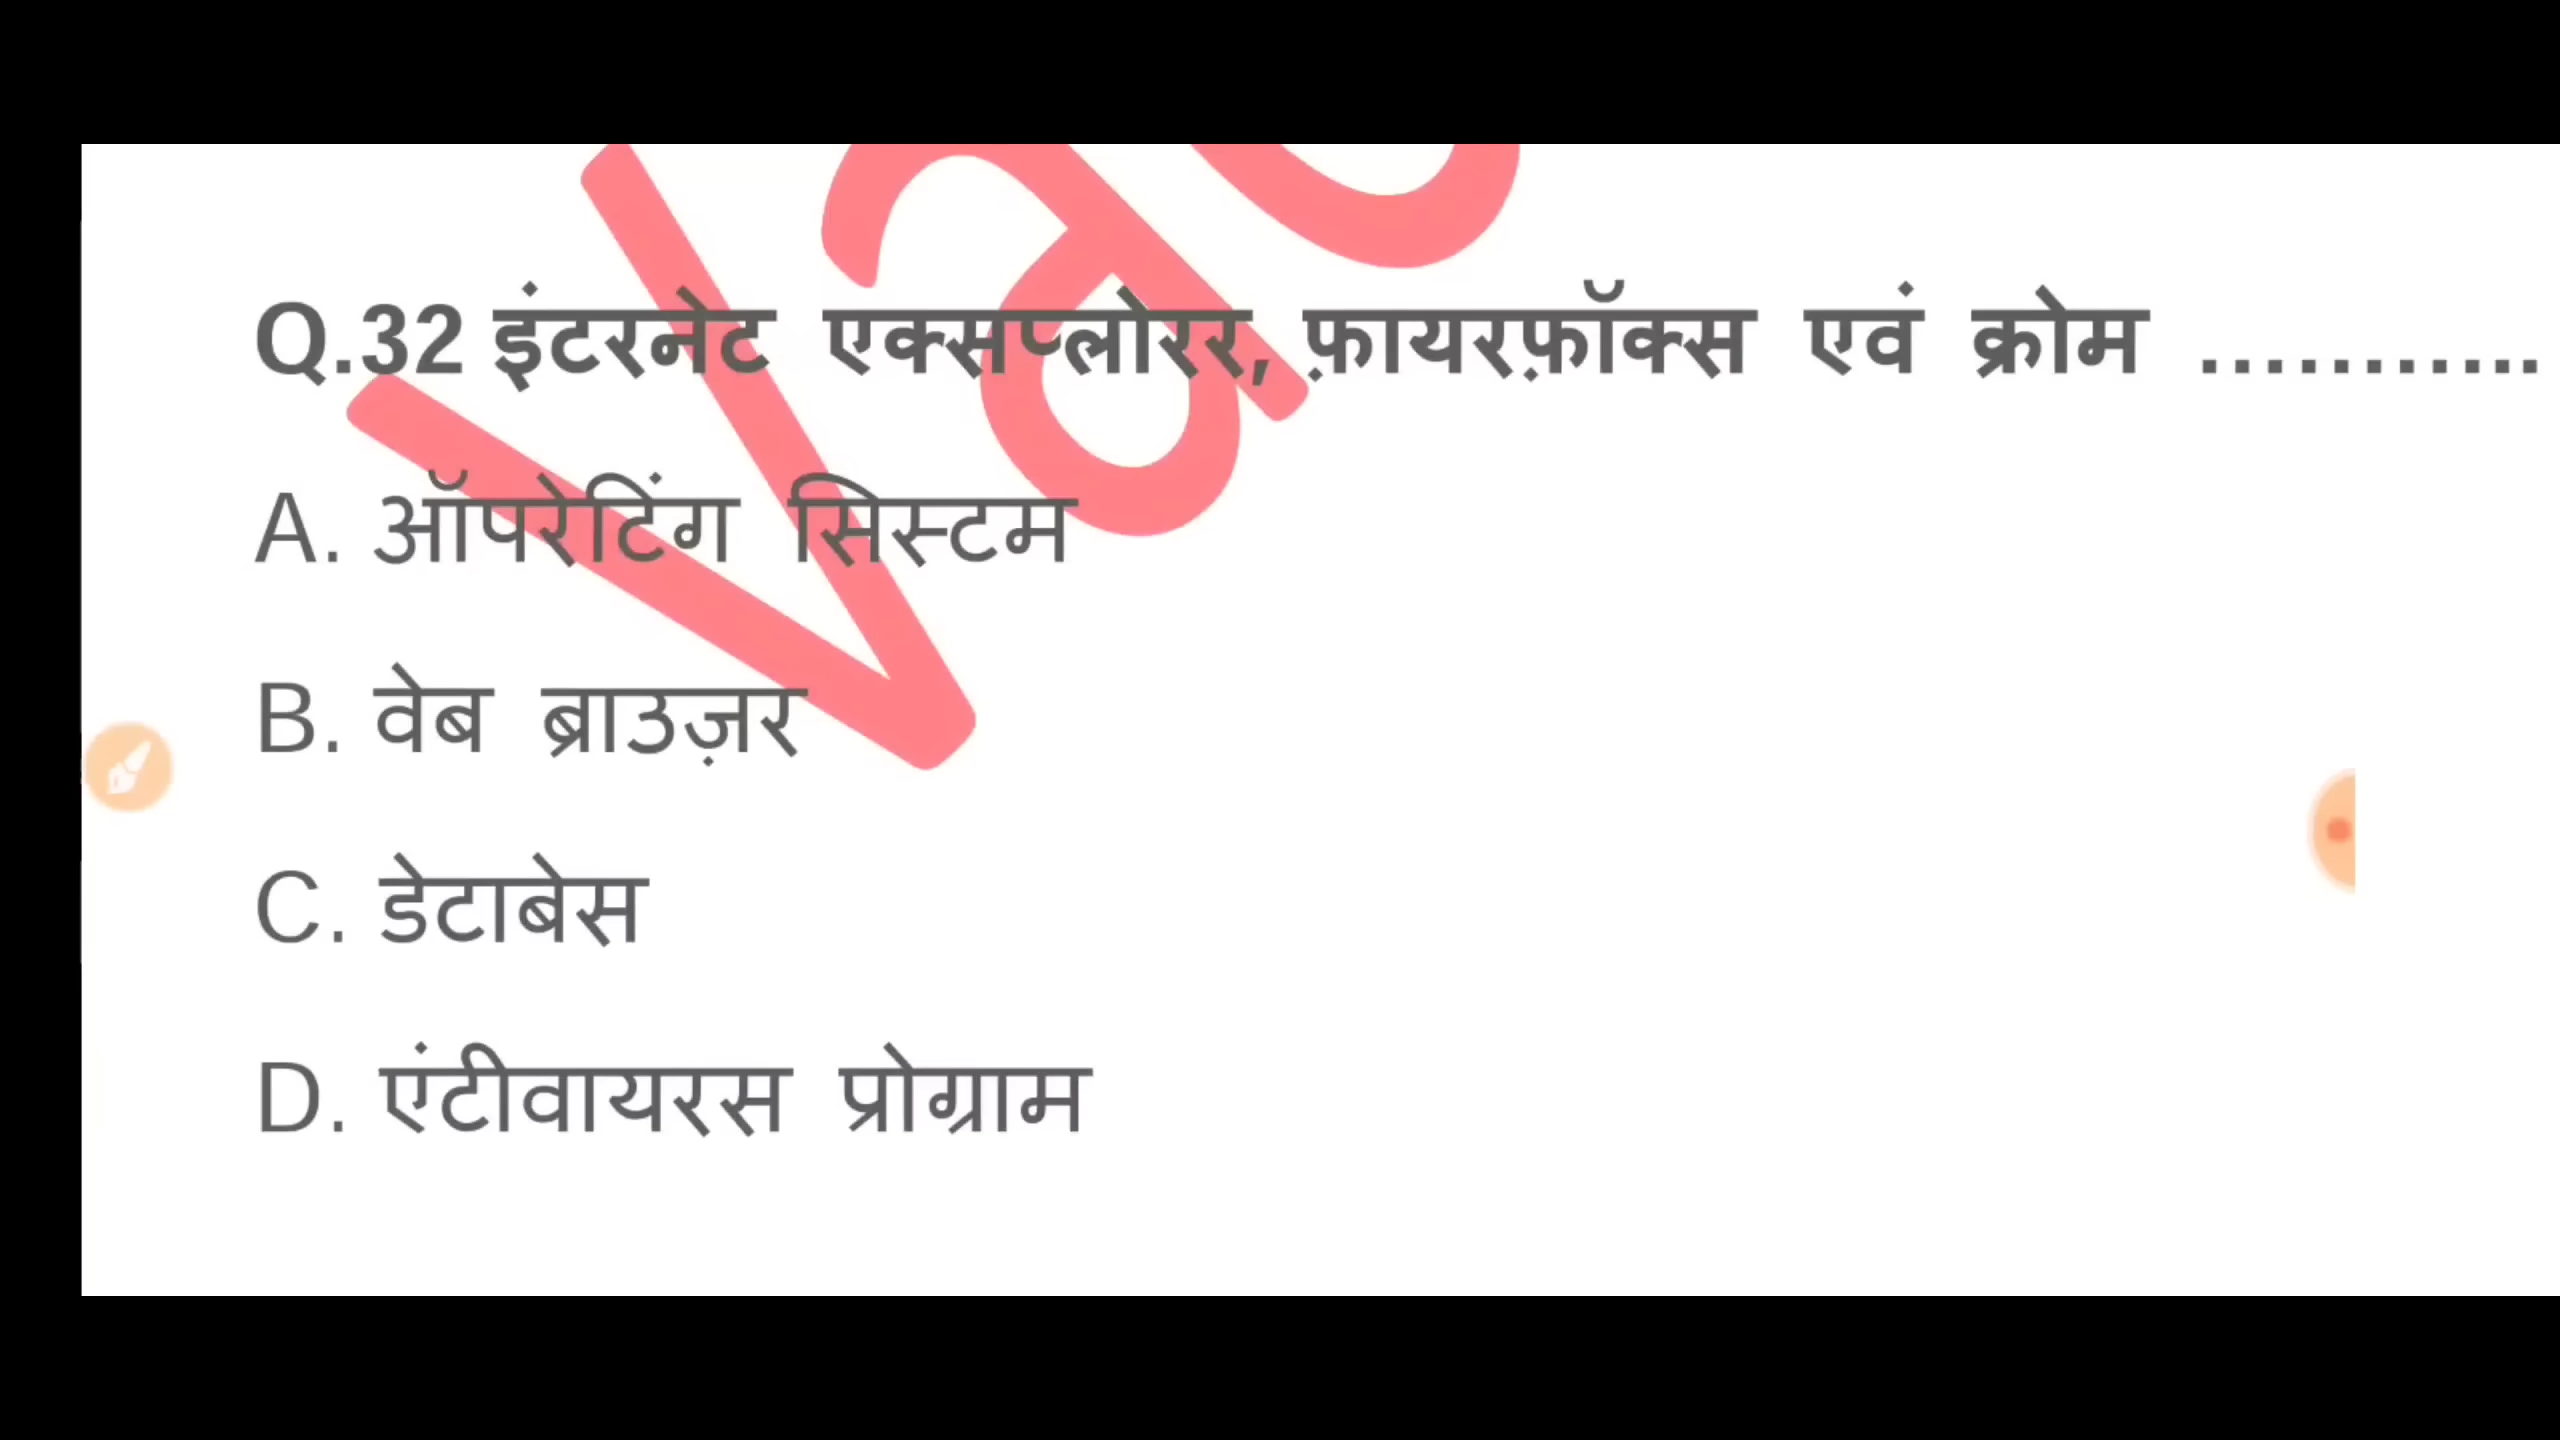 Q.32 इंटरनेट एक्सप्लोरर, फ़ायरफ़ॉक्स एवं क्रोम ...........
A. ऑपरेटिंग सिस्टम
B. वेब ब्राउज़र
C. डेटाबेस
D. एंटीवायरस प्रोग्राम